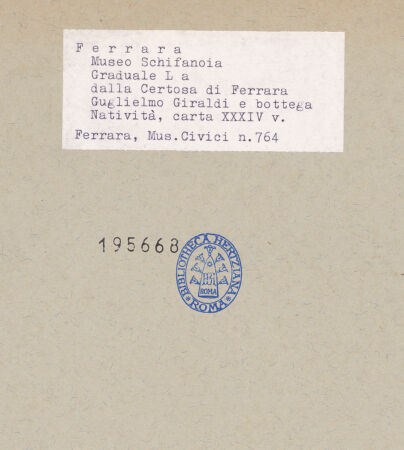 F e r r a r a
Museo Schifanoia
Graduale L a
dalla Certosa di Ferrara
Guglielmo Giraldi e bottega
Natività, carta XXXIV v.
Ferrara, Mus.Civici n.764
195668
BIBLIOTHECA HERTZIANA
ROMA
ROMA